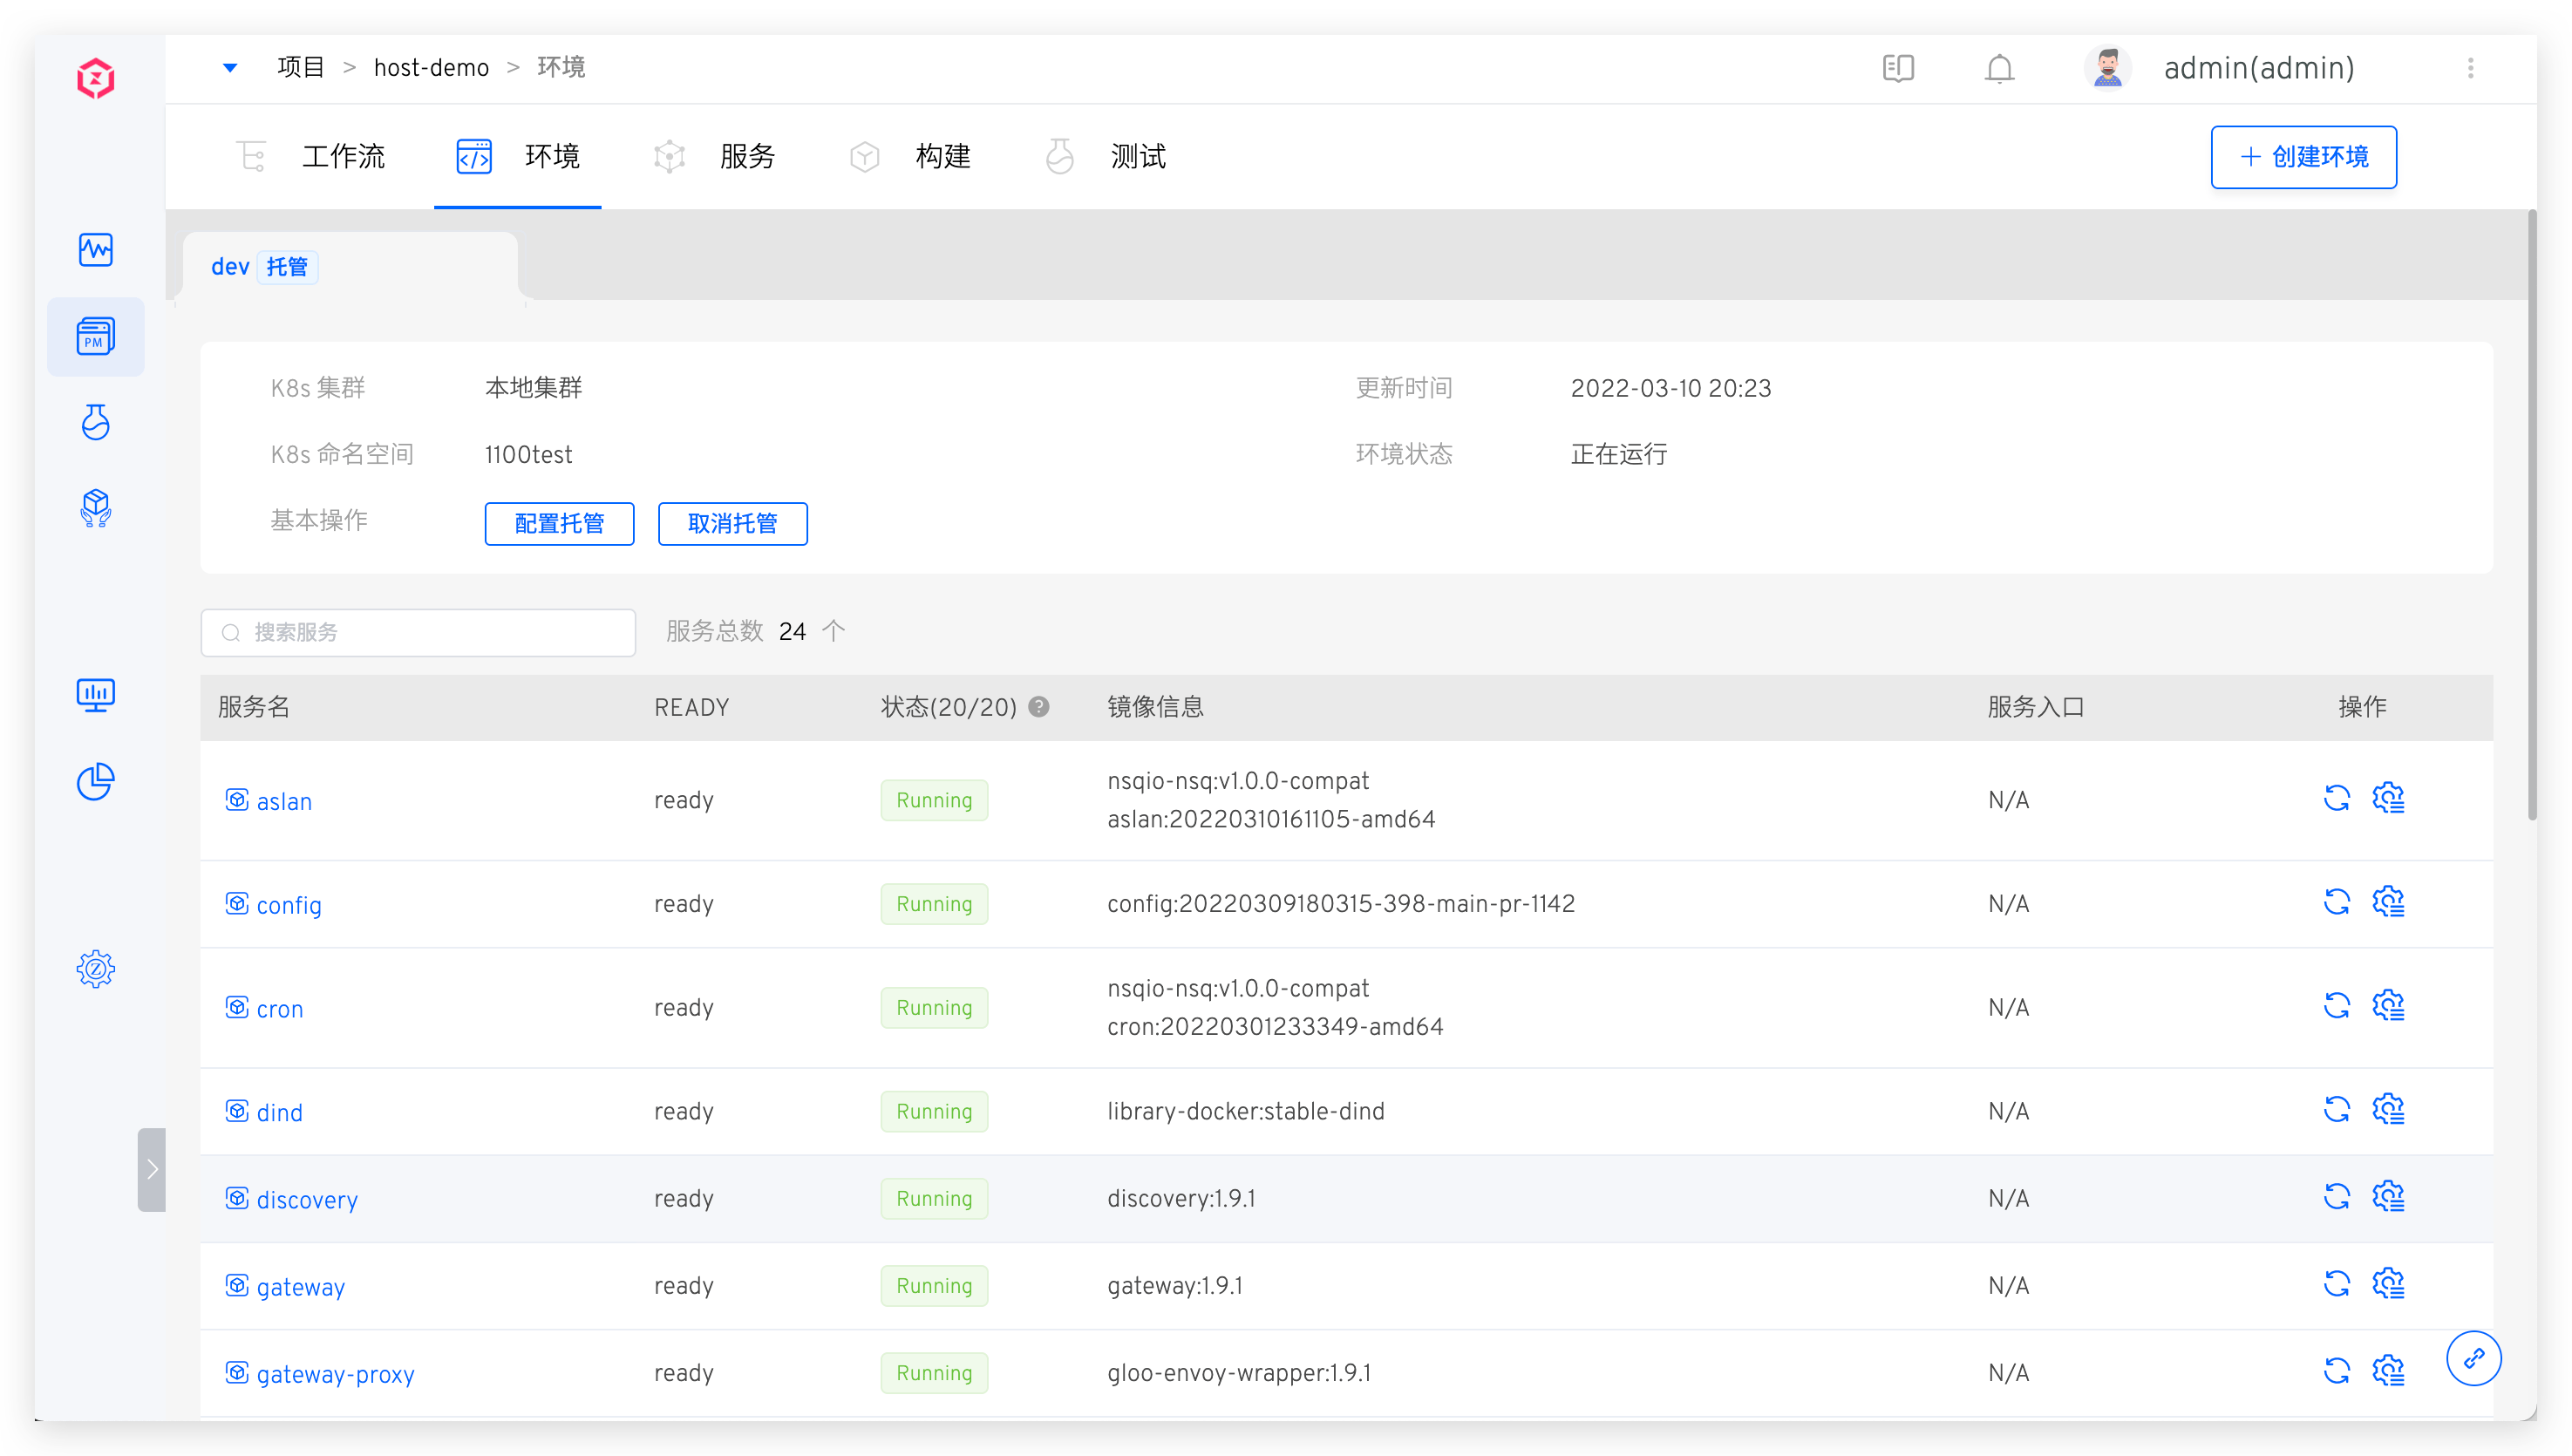 项目 > host-demo > 环境
admin(admin)
工作流 环境 服务 构建 测试
+ 创建环境
dev 托管
PM
K8s 集群 本地集群 更新时间 2022-03-10 20:23
K8s 命名空间 1100test 环境状态 正在运行
基本操作 配置托管 取消托管
搜索服务 服务总数 24 个
服务名 READY 状态(20/20) ? 镜像信息 服务入口 操作
aslan ready Running nsqio-nsq:v1.0.0-compat N/A
aslan:20220310161105-amd64
config ready Running config:20220309180315-398-main-pr-1142 N/A
cron ready Running nsqio-nsq:v1.0.0-compat N/A
cron:20220301233349-amd64
dind ready Running library-docker:stable-dind N/A
discovery ready Running discovery:1.9.1 N/A
gateway ready Running gateway:1.9.1 N/A
gateway-proxy ready Running gloo-envoy-wrapper:1.9.1 N/A